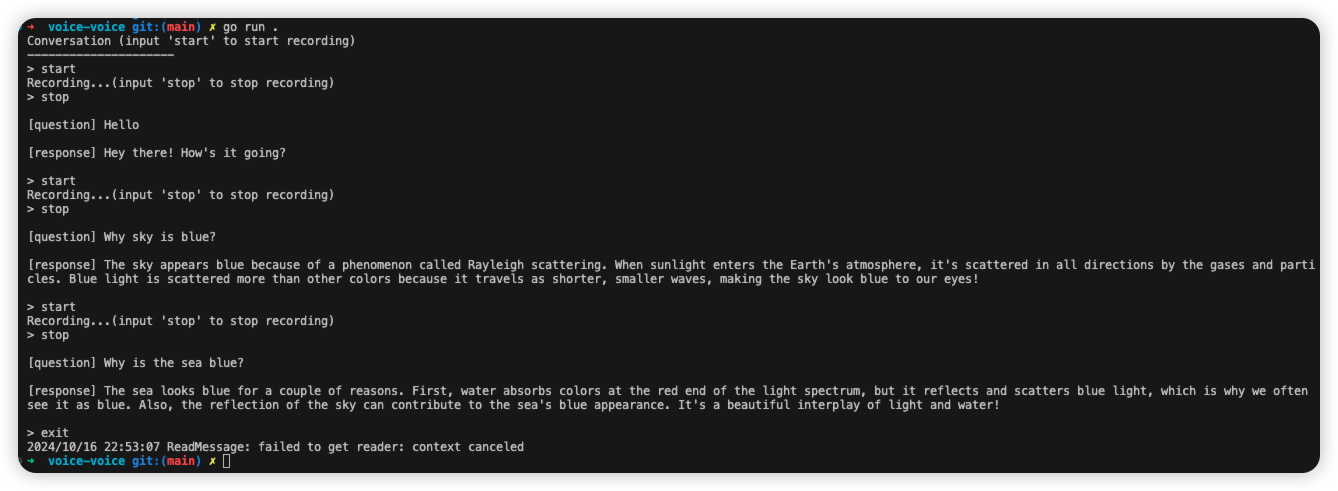 ➜ voice-voice git:(main) ✗ go run .
Conversation (input 'start' to start recording)
---------------------
> start
Recording...(input 'stop' to stop recording)
> stop
[question] Hello
[response] Hey there! How's it going?
> start
Recording...(input 'stop' to stop recording)
> stop
[question] Why sky is blue?
[response] The sky appears blue because of a phenomenon called Rayleigh scattering. When sunlight enters the Earth's atmosphere, it's scattered in all directions by the gases and parti
cles. Blue light is scattered more than other colors because it travels as shorter, smaller waves, making the sky look blue to our eyes!
> start
Recording...(input 'stop' to stop recording)
> stop
[question] Why is the sea blue?
[response] The sea looks blue for a couple of reasons. First, water absorbs colors at the red end of the light spectrum, but it reflects and scatters blue light, which is why we often
see it as blue. Also, the reflection of the sky can contribute to the sea's blue appearance. It's a beautiful interplay of light and water!
> exit
2024/10/16 22:53:07 ReadMessage: failed to get reader: context canceled
➜ voice-voice git:(main) ✗